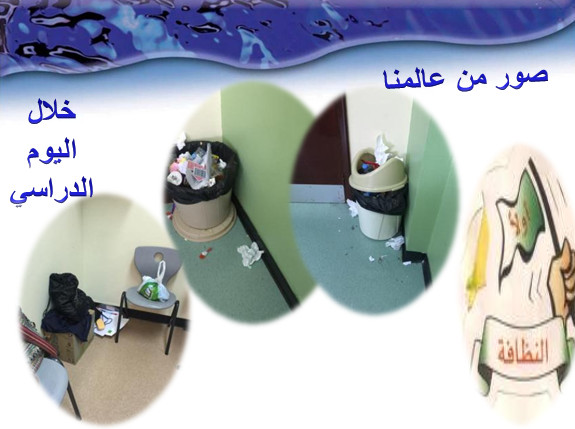 صور من عالمنا
خلال
اليوم
الدراسي
أولاً
النظافة